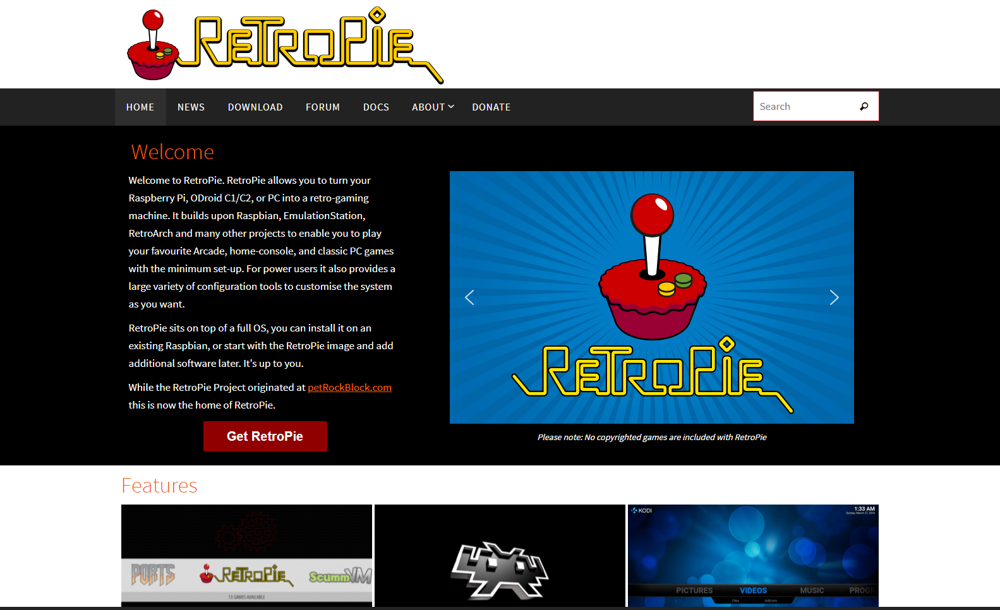 RETROPIE
HOME NEWS DOWNLOAD FORUM DOCS ABOUT DONATE
Search
Welcome
Welcome to RetroPie. RetroPie allows you to turn your
Raspberry Pi, ODroid C1/C2, or PC into a retro-gaming
machine. It builds upon Raspbian, EmulationStation,
RetroArch and many other projects to enable you to play
your favourite Arcade, home-console, and classic PC games
with the minimum set-up. For power users it also provides a
large variety of configuration tools to customise the system
as you want.
RetroPie sits on top of a full OS, you can install it on an
existing Raspbian, or start with the RetroPie image and add
additional software later. It's up to you.
While the RetroPie Project originated at petRockBlock.com
this is now the home of RetroPie.
Get RetroPie
RETROPIE
Please note: No copyrighted games are included with RetroPie
Features
PORTS
RETROPIE
ScummVM
13 GAMES AVAILABLE
KODI
1:33 AM
Sunday, March 27, 2016
PICTURES VIDEOS MUSIC PROGR
Files Add-ons